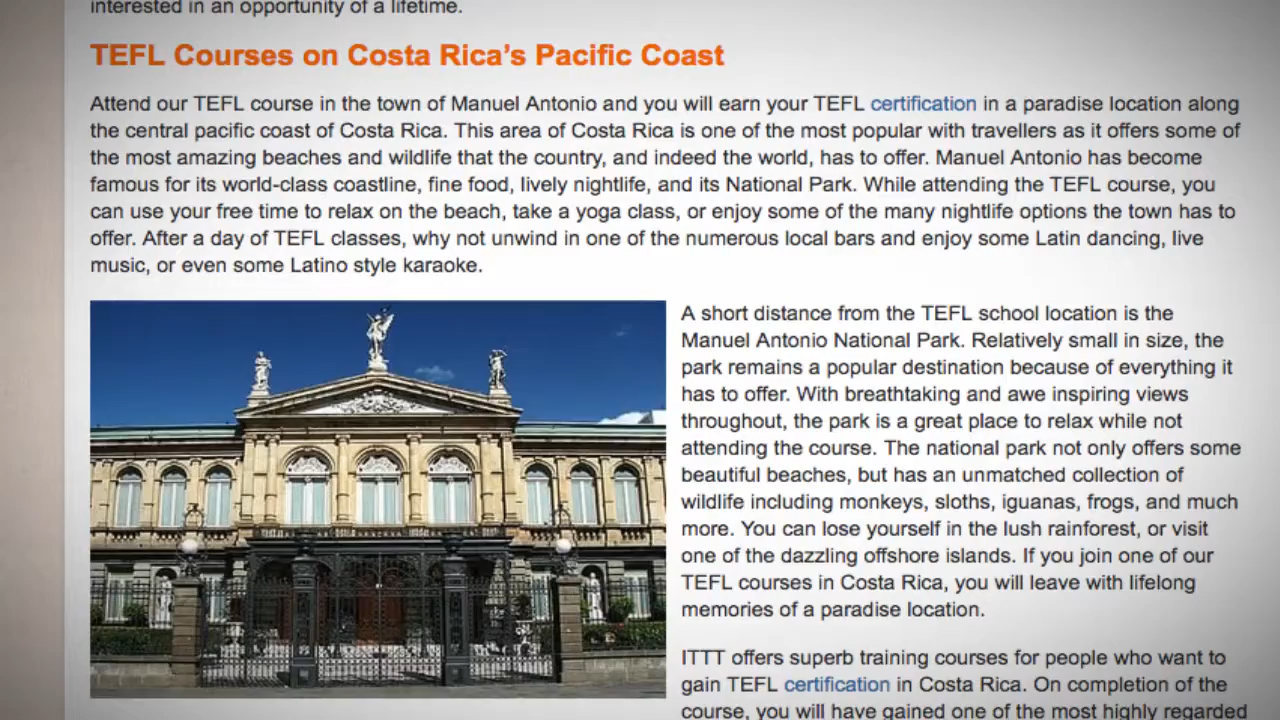 interested in an opportunity of a lifetime.
TEFL Courses on Costa Rica's Pacific Coast
Attend our TEFL course in the town of Manuel Antonio and you will earn your TEFL certification in a paradise location along
the central pacific coast of Costa Rica. This area of Costa Rica is one of the most popular with travellers as it offers some of
the most amazing beaches and wildlife that the country, and indeed the world, has to offer. Manuel Antonio has become
famous for its world-class coastline, fine food, lively nightlife, and its National Park. While attending the TEFL course, you
can use your free time to relax on the beach, take a yoga class, or enjoy some of the many nightlife options the town has to
offer. After a day of TEFL classes, why not unwind in one of the numerous local bars and enjoy some Latin dancing, live
music, or even some Latino style karaoke.
A short distance from the TEFL school location is the
Manuel Antonio National Park. Relatively small in size, the
park remains a popular destination because of everything it
has to offer. With breathtaking and awe inspiring views
throughout, the park is a great place to relax while not
attending the course. The national park not only offers some
beautiful beaches, but has an unmatched collection of
wildlife including monkeys, sloths, iguanas, frogs, and much
more. You can lose yourself in the lush rainforest, or visit
one of the dazzling offshore islands. If you join one of our
TEFL courses in Costa Rica, you will leave with lifelong
memories of a paradise location.
ITTT offers superb training courses for people who want to
gain TEFL certification in Costa Rica. On completion of the
course, you will have gained one of the most highly regarded